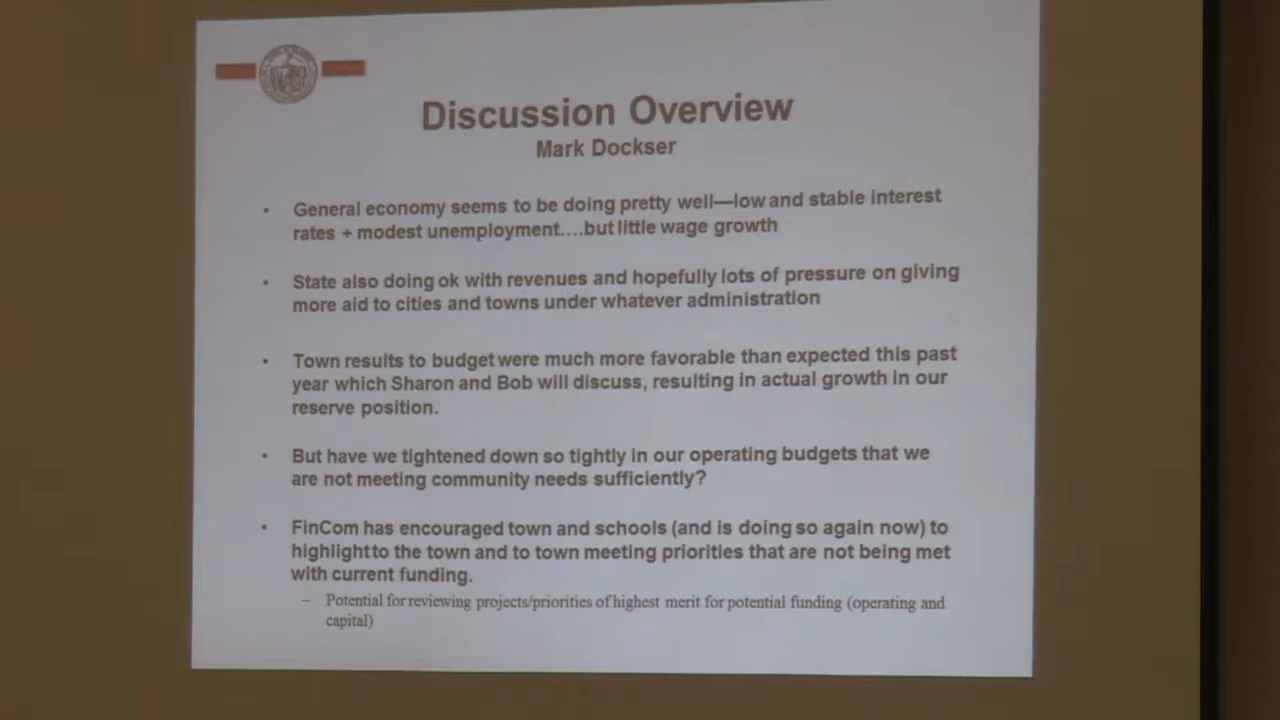 Discussion Overview
Mark Dockser
• General economy seems to be doing pretty well—low and stable interest
rates + modest unemployment....but little wage growth
• State also doing ok with revenues and hopefully lots of pressure on giving
more aid to cities and towns under whatever administration
• Town results to budget were much more favorable than expected this past
year which Sharon and Bob will discuss, resulting in actual growth in our
reserve position.
• But have we tightened down so tightly in our operating budgets that we
are not meeting community needs sufficiently?
• FinCom has encouraged town and schools (and is doing so again now) to
highlight to the town and to town meeting priorities that are not being met
with current funding.
– Potential for reviewing projects/priorities of highest merit for potential funding (operating and
capital)